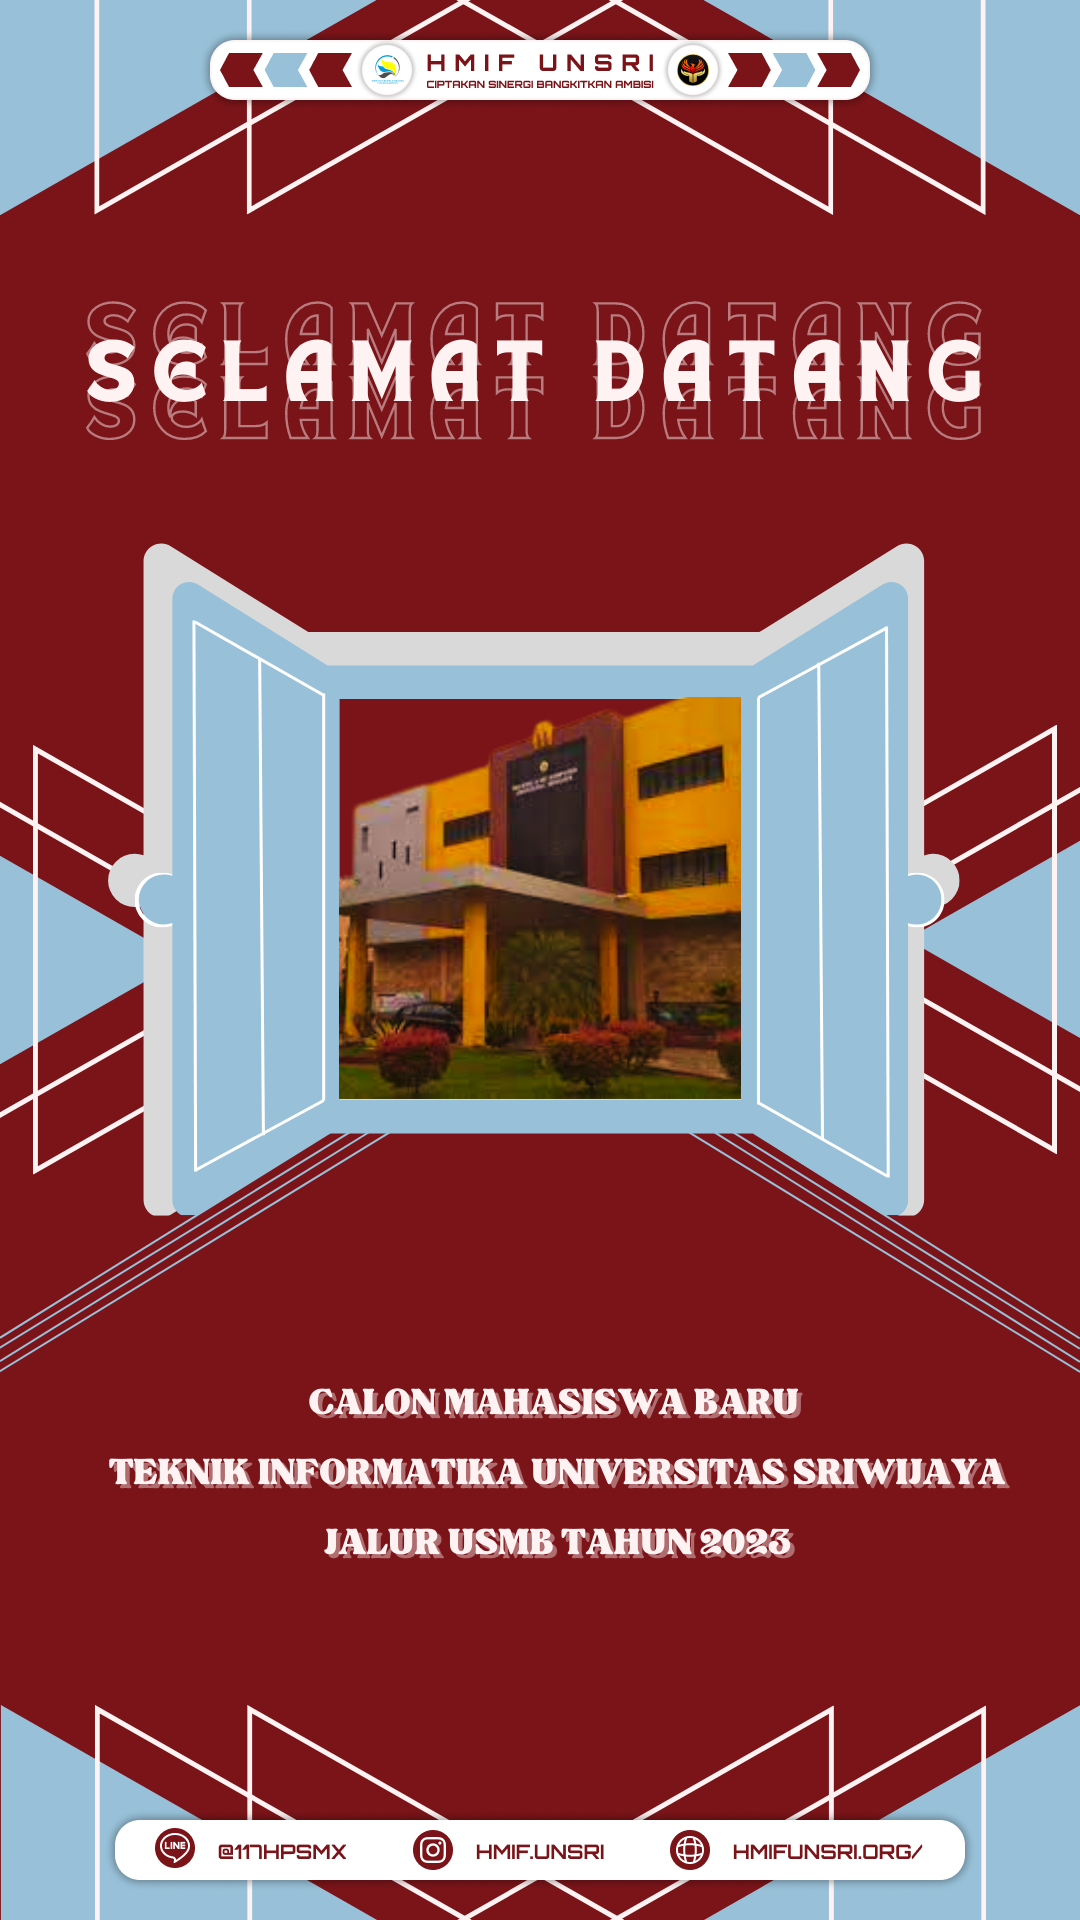 HMIF UNSRI
CIPTAKAN SINERGI BANGKITKAN AMBISI
SELAMAT DATANG
CALON MAHASISWA BARU
TEKNIK INFORMATIKA UNIVERSITAS SRIWIJAYA
JALUR USMB TAHUN 2023
LINE
@117HPSMX
HMIF.UNSRI
HMIFUNSRI.ORG/